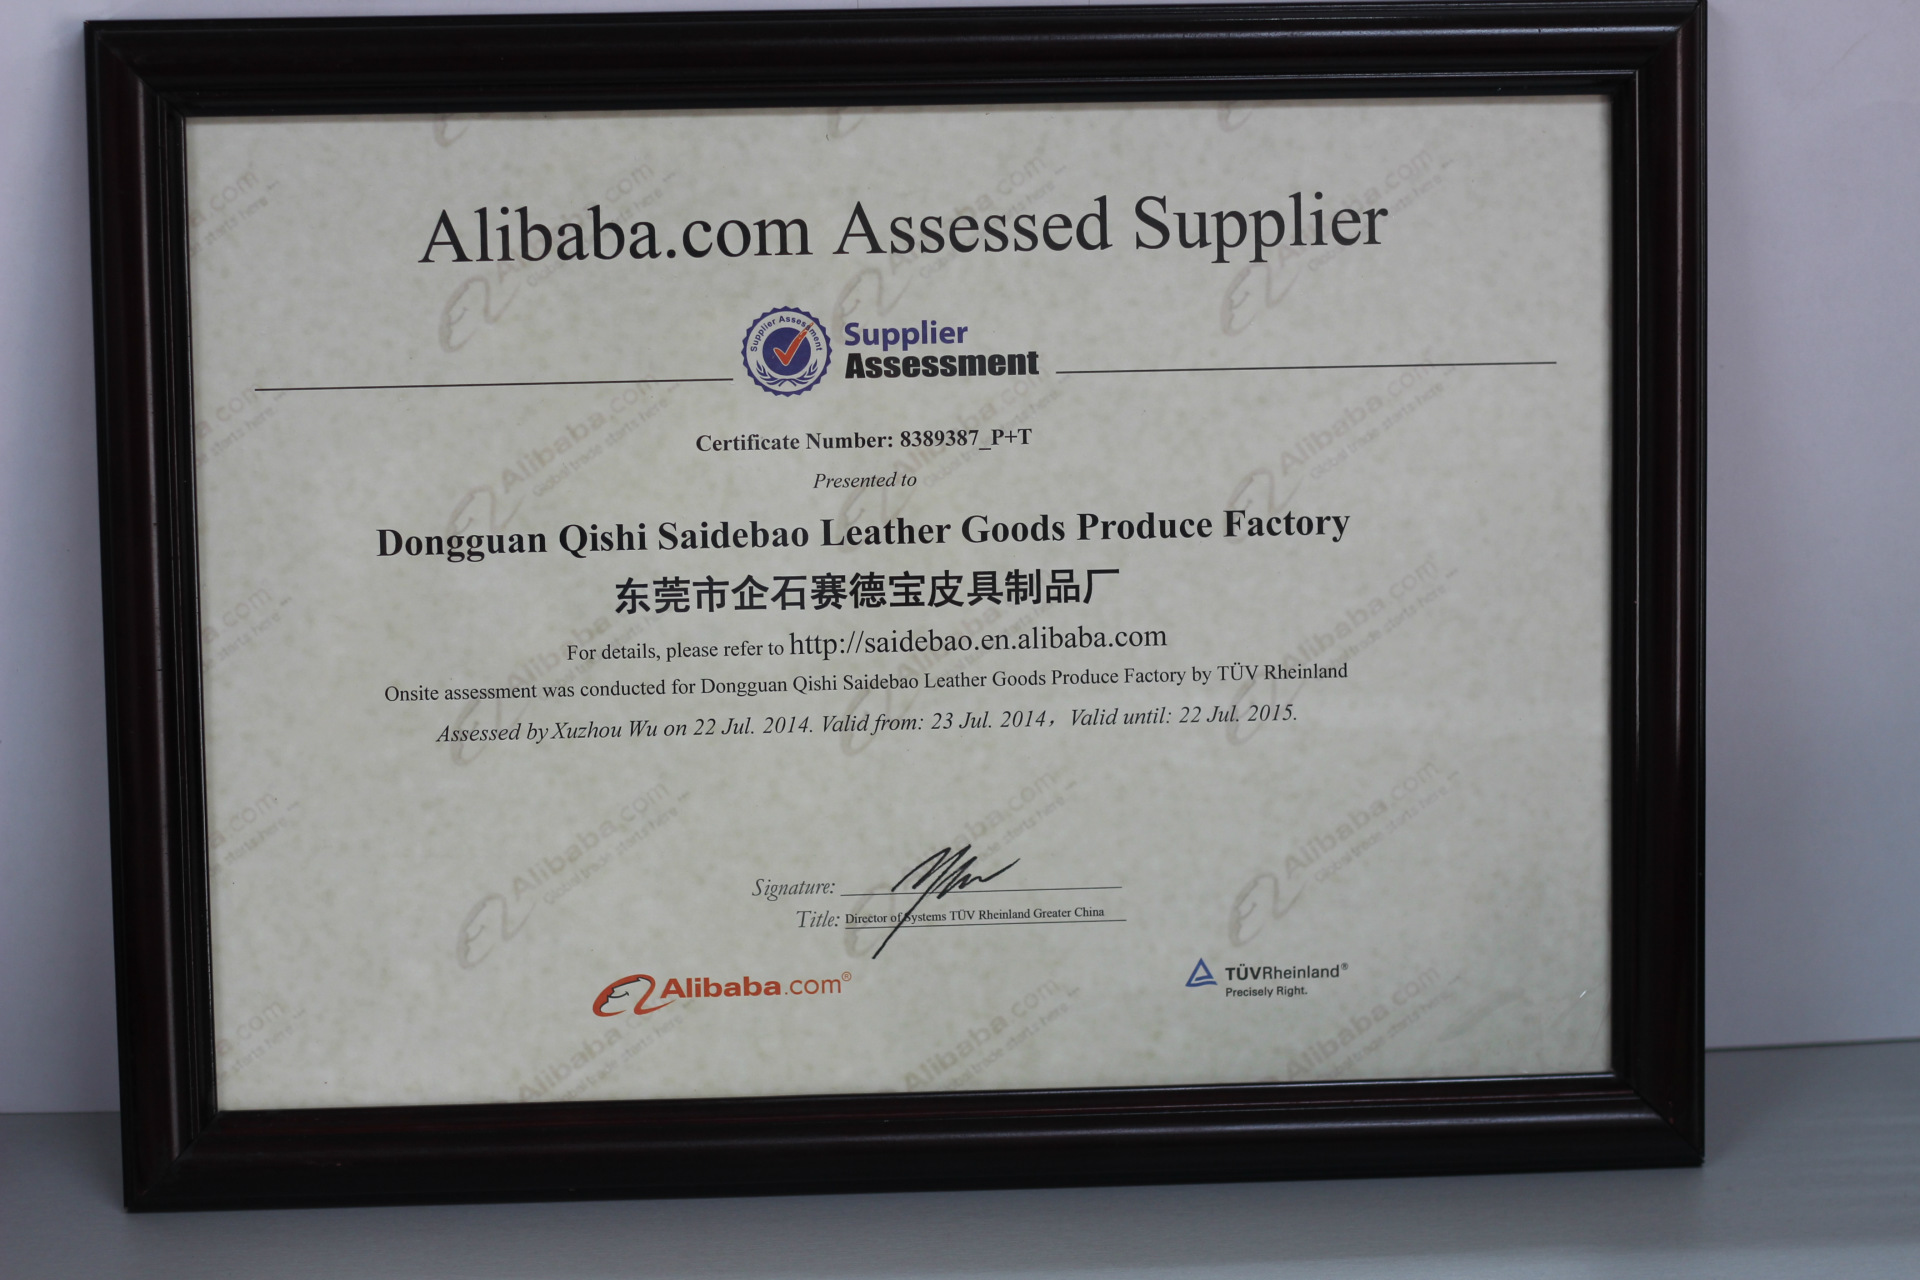 Alibaba.com Assessed Supplier
Supplier Assessment
Supplier
Assessment
Certificate Number: 8389387_P+T
Presented to
Dongguan Qishi Saidebao Leather Goods Produce Factory
东莞市企石赛德宝皮具制品厂
For details, please refer to http://saidebao.en.alibaba.com
Onsite assessment was conducted for Dongguan Qishi Saidebao Leather Goods Produce Factory by TÜV Rheinland
Assessed by Xuzhou Wu on 22 Jul. 2014. Valid from: 23 Jul. 2014，Valid until: 22 Jul. 2015.
Signature:
Title: Director of Systems TÜV Rheinland Greater China
Alibaba.com®
TÜVRheinland®
Precisely Right.